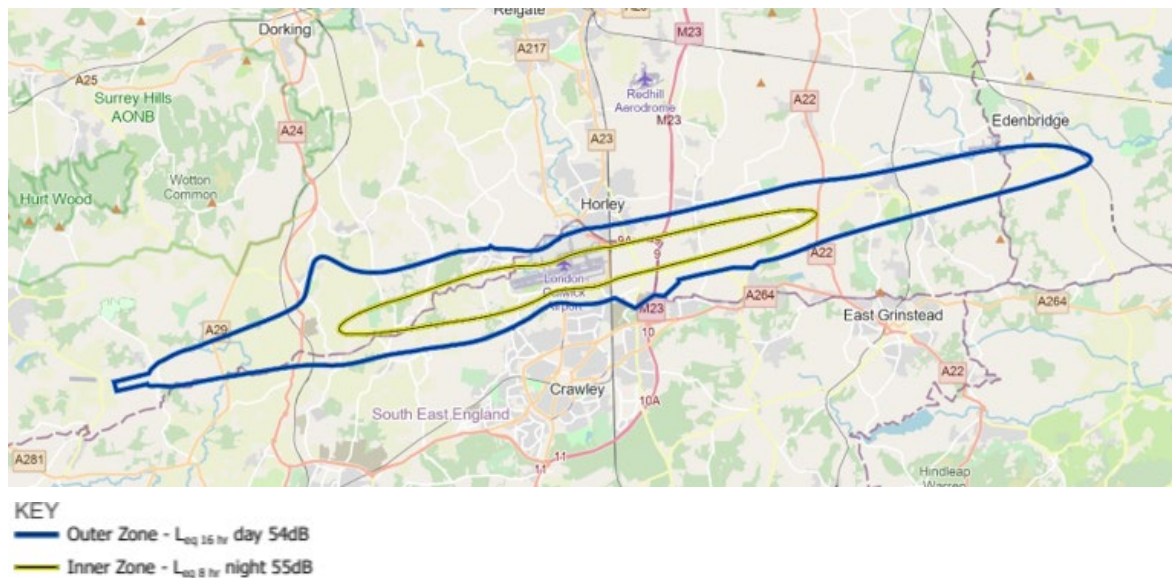 Reigate
Dorking
A25
M23
A217
A25
Redhill
Aerodrome
Surrey Hills
AONB
A22
M23
A24
A23
Edenbridge
Wotton
Common
Hurt Wood
Horley
9A
9
A22
London
Gatwick
Airport
A264
A264
M23
A29
East Grinstead
10
A22
Crawley
10A
South East England
A281
11
11
Hindleap
Warren
KEY
Outer Zone - Leq 16 hr day 54dB
Inner Zone - Leq 8 hr night 55dB